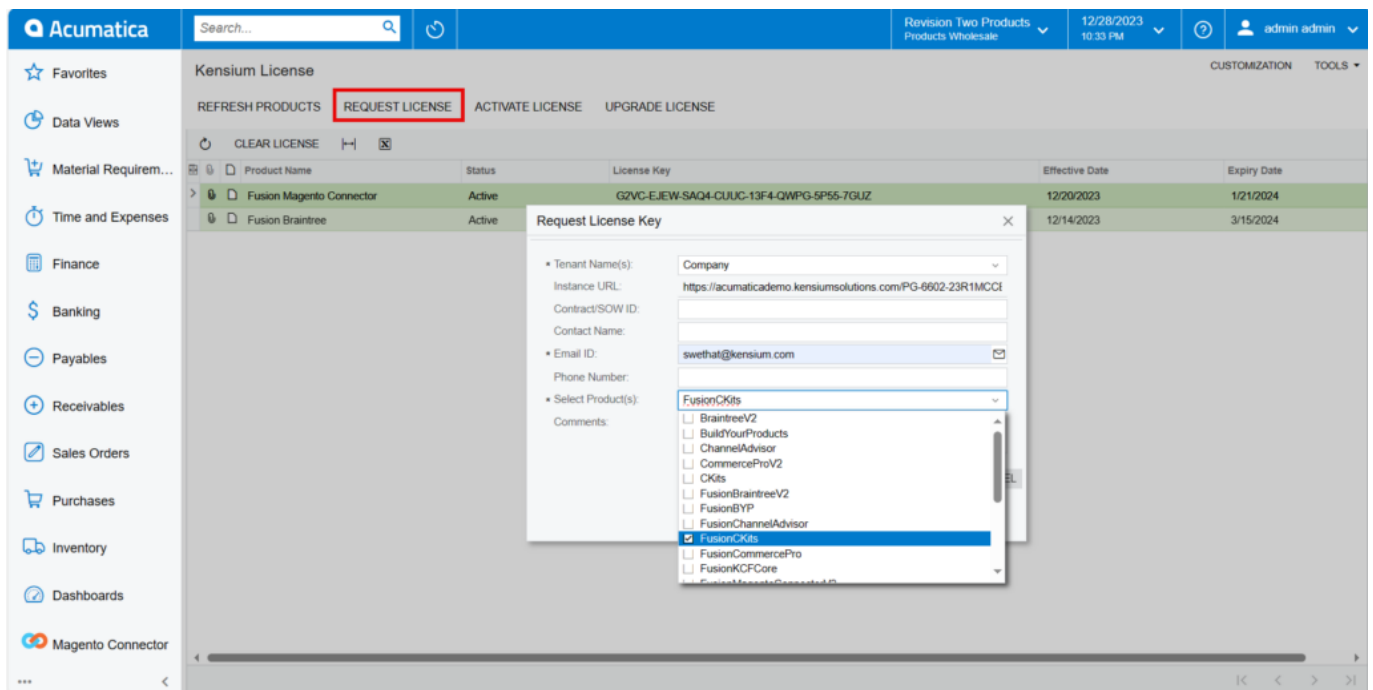 Acumatica
Search...
Revision Two Products
Products Wholesale
12/28/2023
10:33 PM
admin admin
Favorites
Data Views
Material Requirem...
Time and Expenses
Finance
Banking
Payables
Receivables
Sales Orders
Purchases
Inventory
Dashboards
Magento Connector
Kensium License
CUSTOMIZATION TOOLS
REFRESH PRODUCTS REQUEST LICENSE ACTIVATE LICENSE UPGRADE LICENSE
CLEAR LICENSE
Product Name Status License Key Effective Date Expiry Date
Fusion Magento Connector Active G2VC-EJEW-SAQ4-CUUC-13F4-QWPG-5P55-7GUZ 12/20/2023 1/21/2024
Fusion Braintree Active 12/14/2023 3/15/2024
Request License Key
Tenant Name(s): Company
Instance URL: https://acumaticademo.kensiumsolutions.com/PG-6602-23R1MCCE
Contract/SOW ID:
Contact Name:
Email ID: swethat@kensium.com
Phone Number:
Select Product(s): FusionCKits
Comments:
BraintreeV2
BuildYourProducts
ChannelAdvisor
CommerceProV2
CKits
FusionBraintreeV2
FusionBYP
FusionChannelAdvisor
FusionCKits
FusionCommercePro
FusionKCFCore